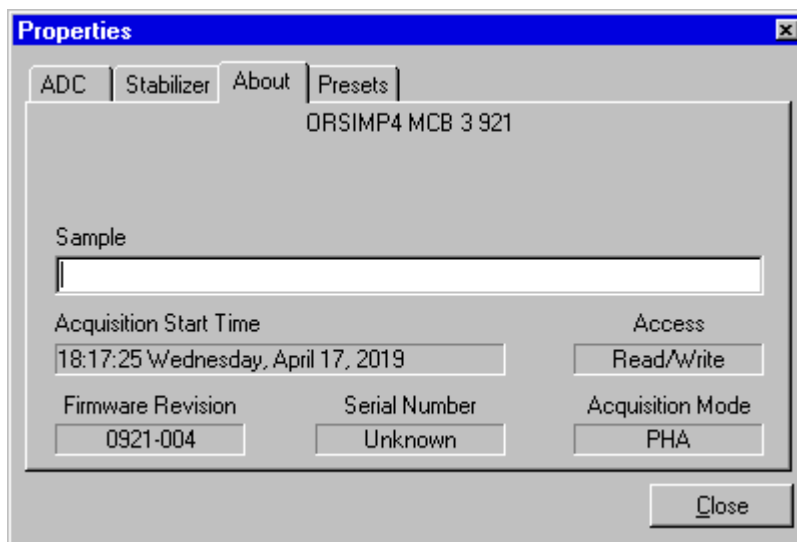 Properties
ADC Stabilizer About Presets
ORSIMP4 MCB 3 921
Sample
Acquisition Start Time Access
18:17:25 Wednesday, April 17, 2019 Read/Write
Firmware Revision Serial Number Acquisition Mode
0921-004 Unknown PHA
Close